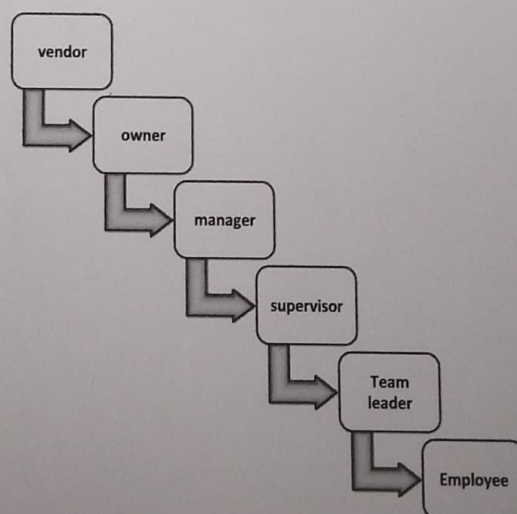 vendor
owner
manager
supervisor
Team
leader
Employee